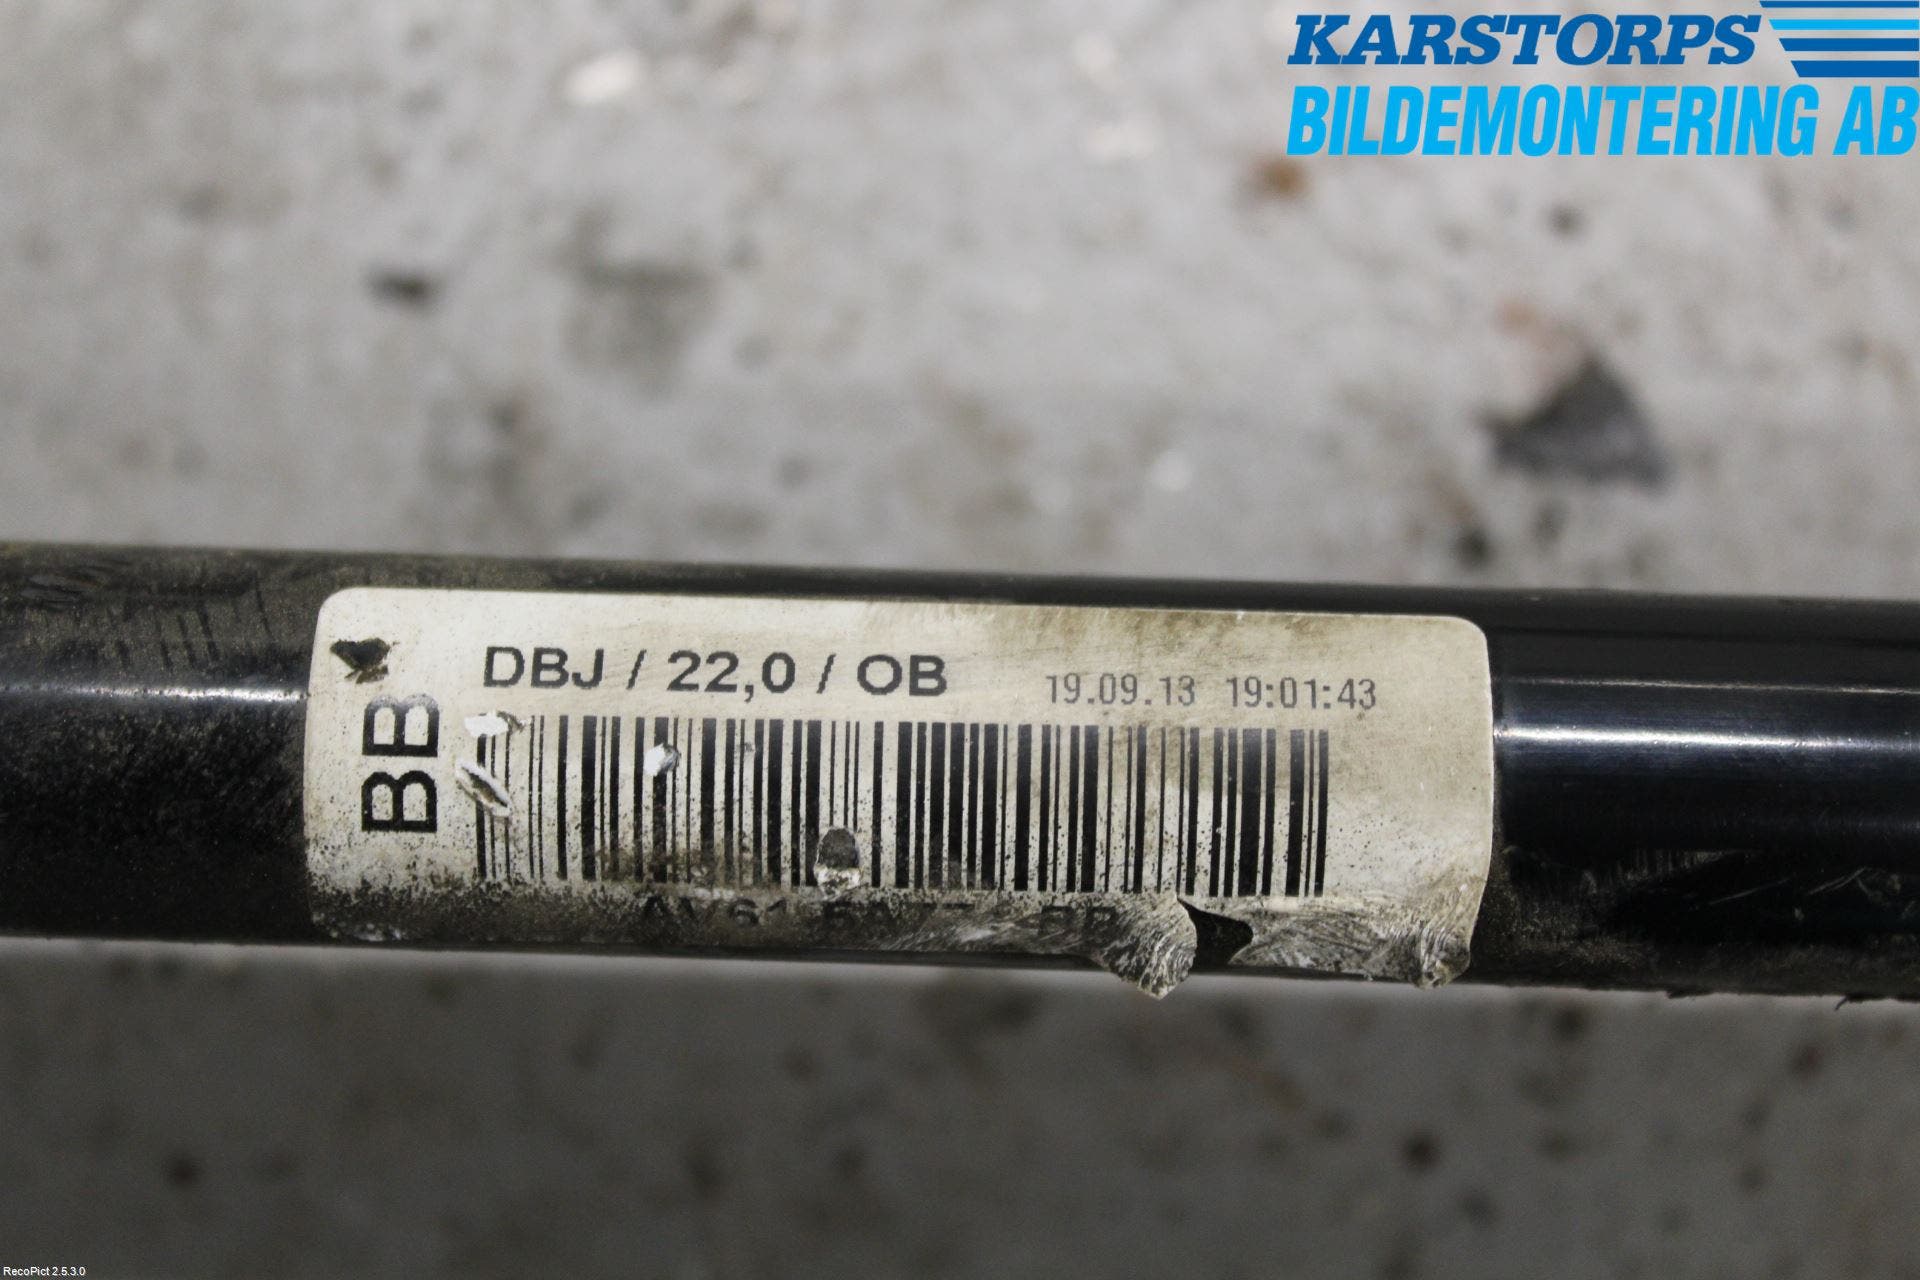 KARSTORPS
BILDEMONTERING AB
DBJ / 22,0 / OB 19.09.13 19:01:43
BB
AV61
RecoPict 2.5.3.0